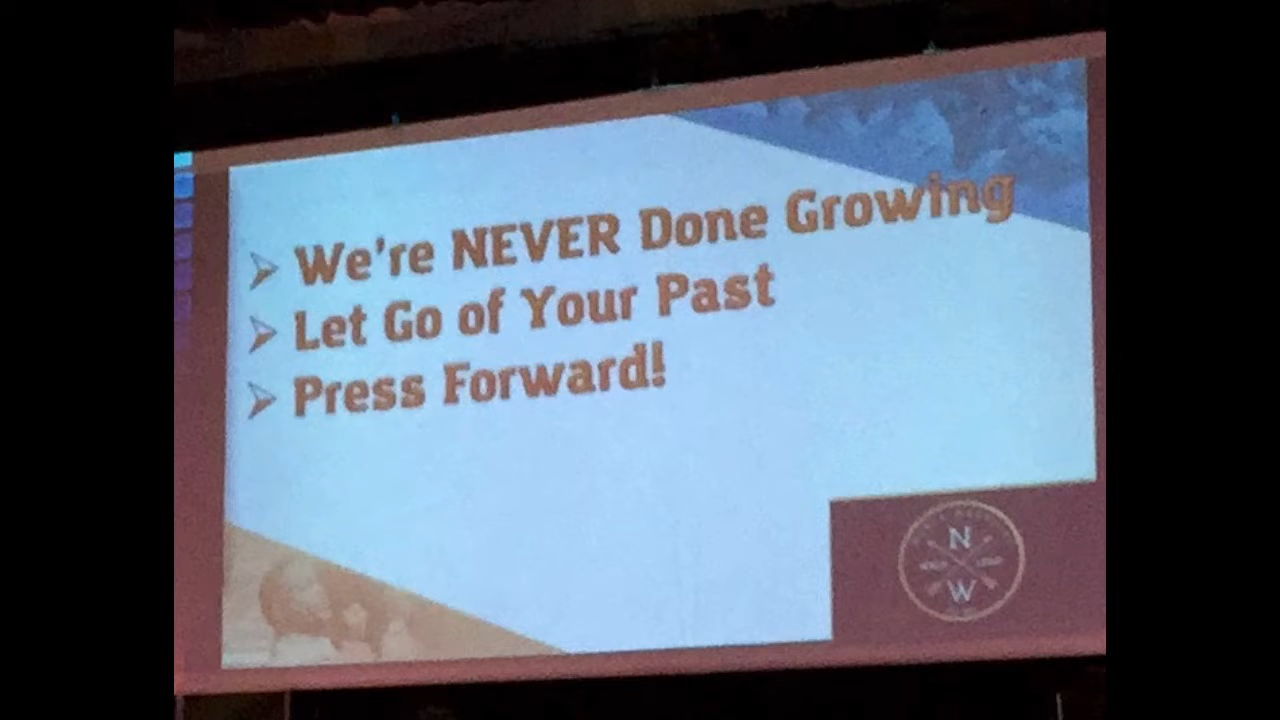 We're NEVER Done Growing
Let Go of Your Past
Press Forward!
N
W